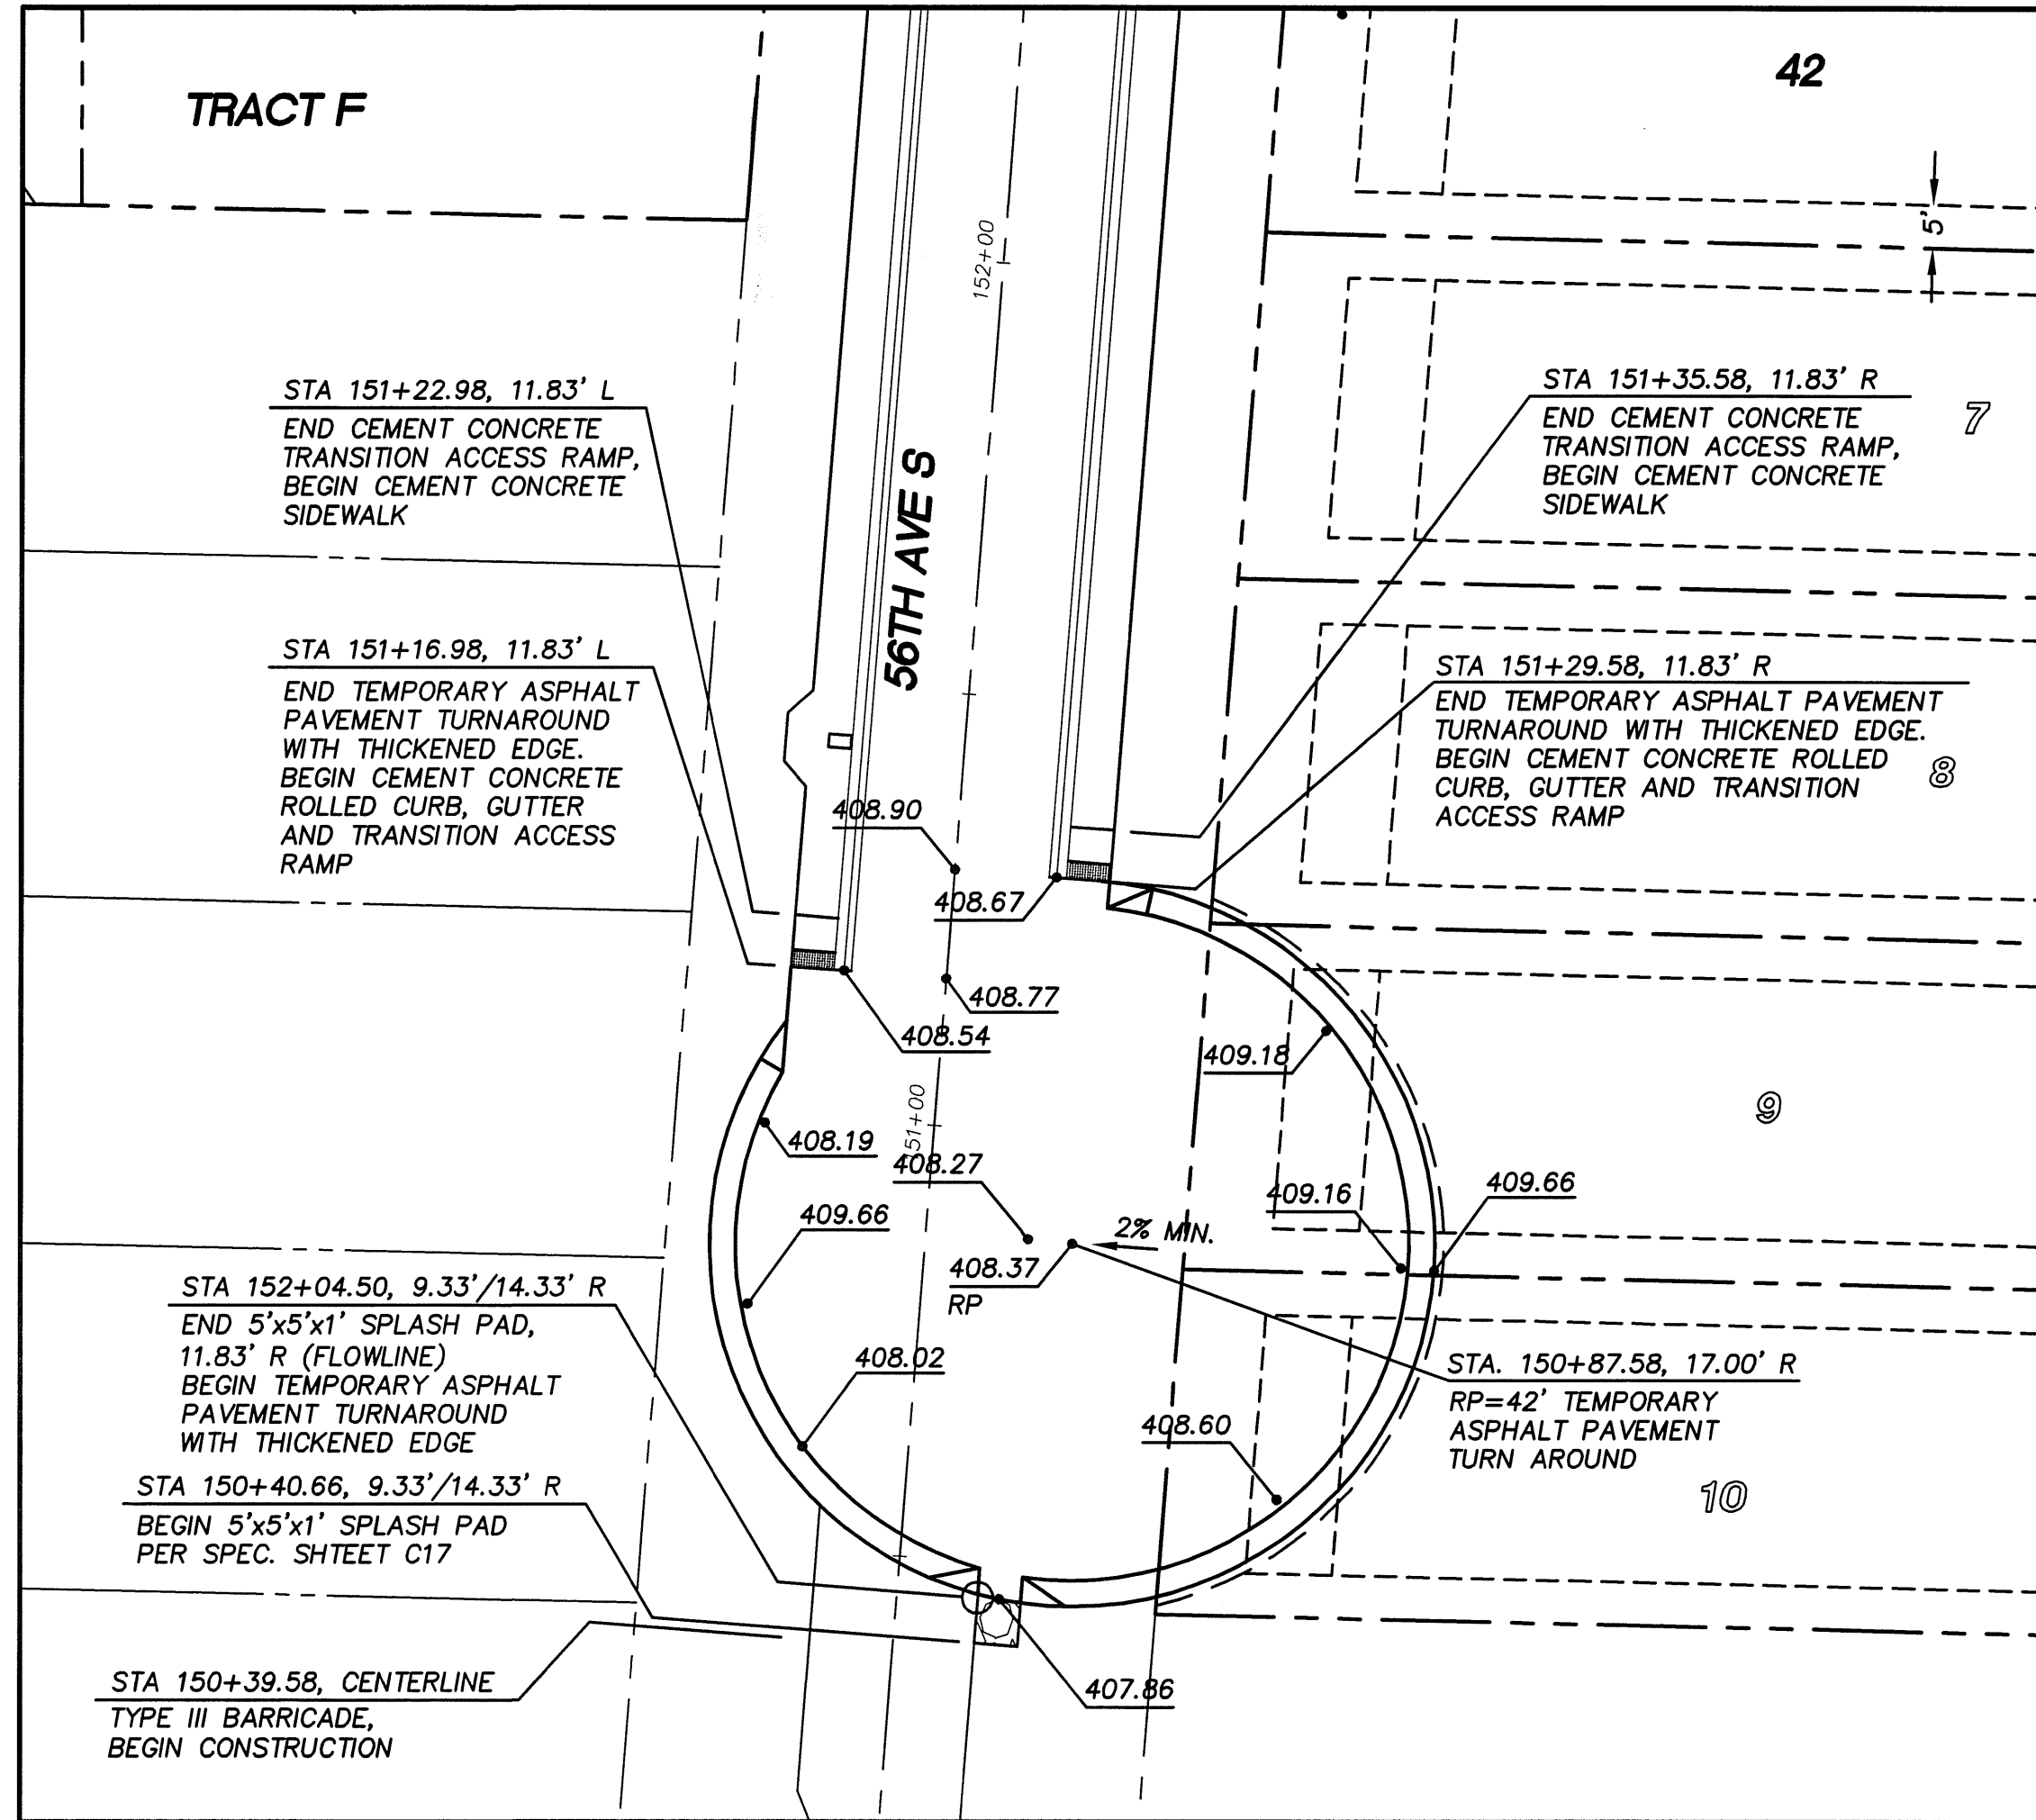 TRACT F
42
5'
152+00
STA 151+22.98, 11.83' L
END CEMENT CONCRETE
TRANSITION ACCESS RAMP,
BEGIN CEMENT CONCRETE
SIDEWALK
STA 151+35.58, 11.83' R
END CEMENT CONCRETE
TRANSITION ACCESS RAMP,
BEGIN CEMENT CONCRETE
SIDEWALK
7
56TH AVE S
STA 151+16.98, 11.83' L
END TEMPORARY ASPHALT
PAVEMENT TURNAROUND
WITH THICKENED EDGE.
BEGIN CEMENT CONCRETE
ROLLED CURB, GUTTER
AND TRANSITION ACCESS
RAMP
STA 151+29.58, 11.83' R
END TEMPORARY ASPHALT PAVEMENT
TURNAROUND WITH THICKENED EDGE.
BEGIN CEMENT CONCRETE ROLLED
CURB, GUTTER AND TRANSITION
ACCESS RAMP
8
408.90
408.67
408.77
408.54
409.18
151+00
9
408.19
408.27
409.16
409.66
409.66
2% MIN.
408.37
RP
STA 152+04.50, 9.33'/14.33' R
END 5'x5'x1' SPLASH PAD,
11.83' R (FLOWLINE)
BEGIN TEMPORARY ASPHALT
PAVEMENT TURNAROUND
WITH THICKENED EDGE
408.02
STA. 150+87.58, 17.00' R
RP=42' TEMPORARY
ASPHALT PAVEMENT
TURN AROUND
408.60
10
STA 150+40.66, 9.33'/14.33' R
BEGIN 5'x5'x1' SPLASH PAD
PER SPEC. SHTEET C17
407.86
STA 150+39.58, CENTERLINE
TYPE III BARRICADE,
BEGIN CONSTRUCTION